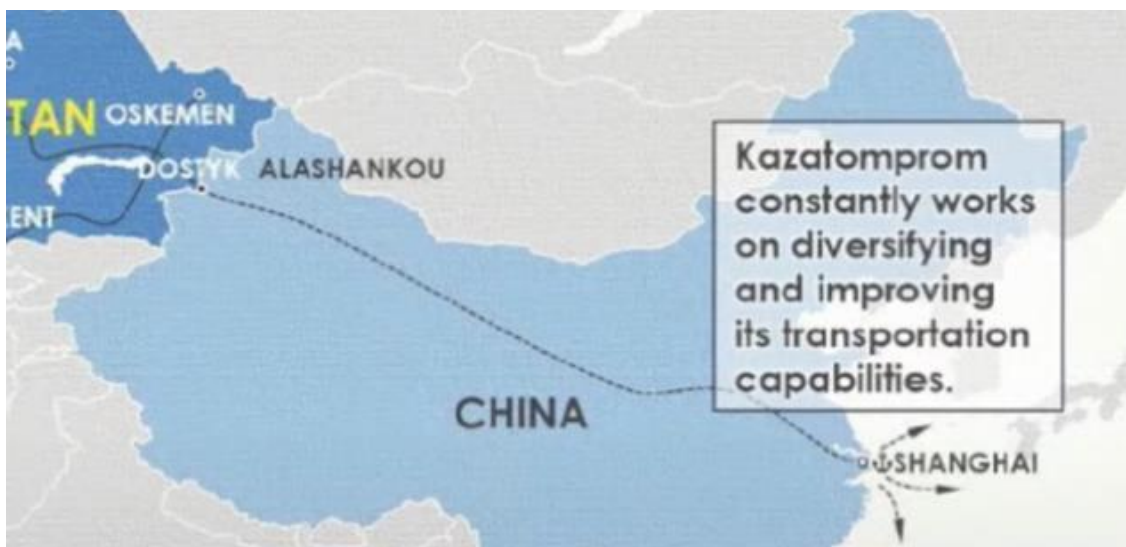 A
TAN
OSKEMEN
DOSTYK
ALASHANKOU
ENT
Kazatomprom
constantly works
on diversifying
and improving
its transportation
capabilities.
CHINA
SHANGHAI